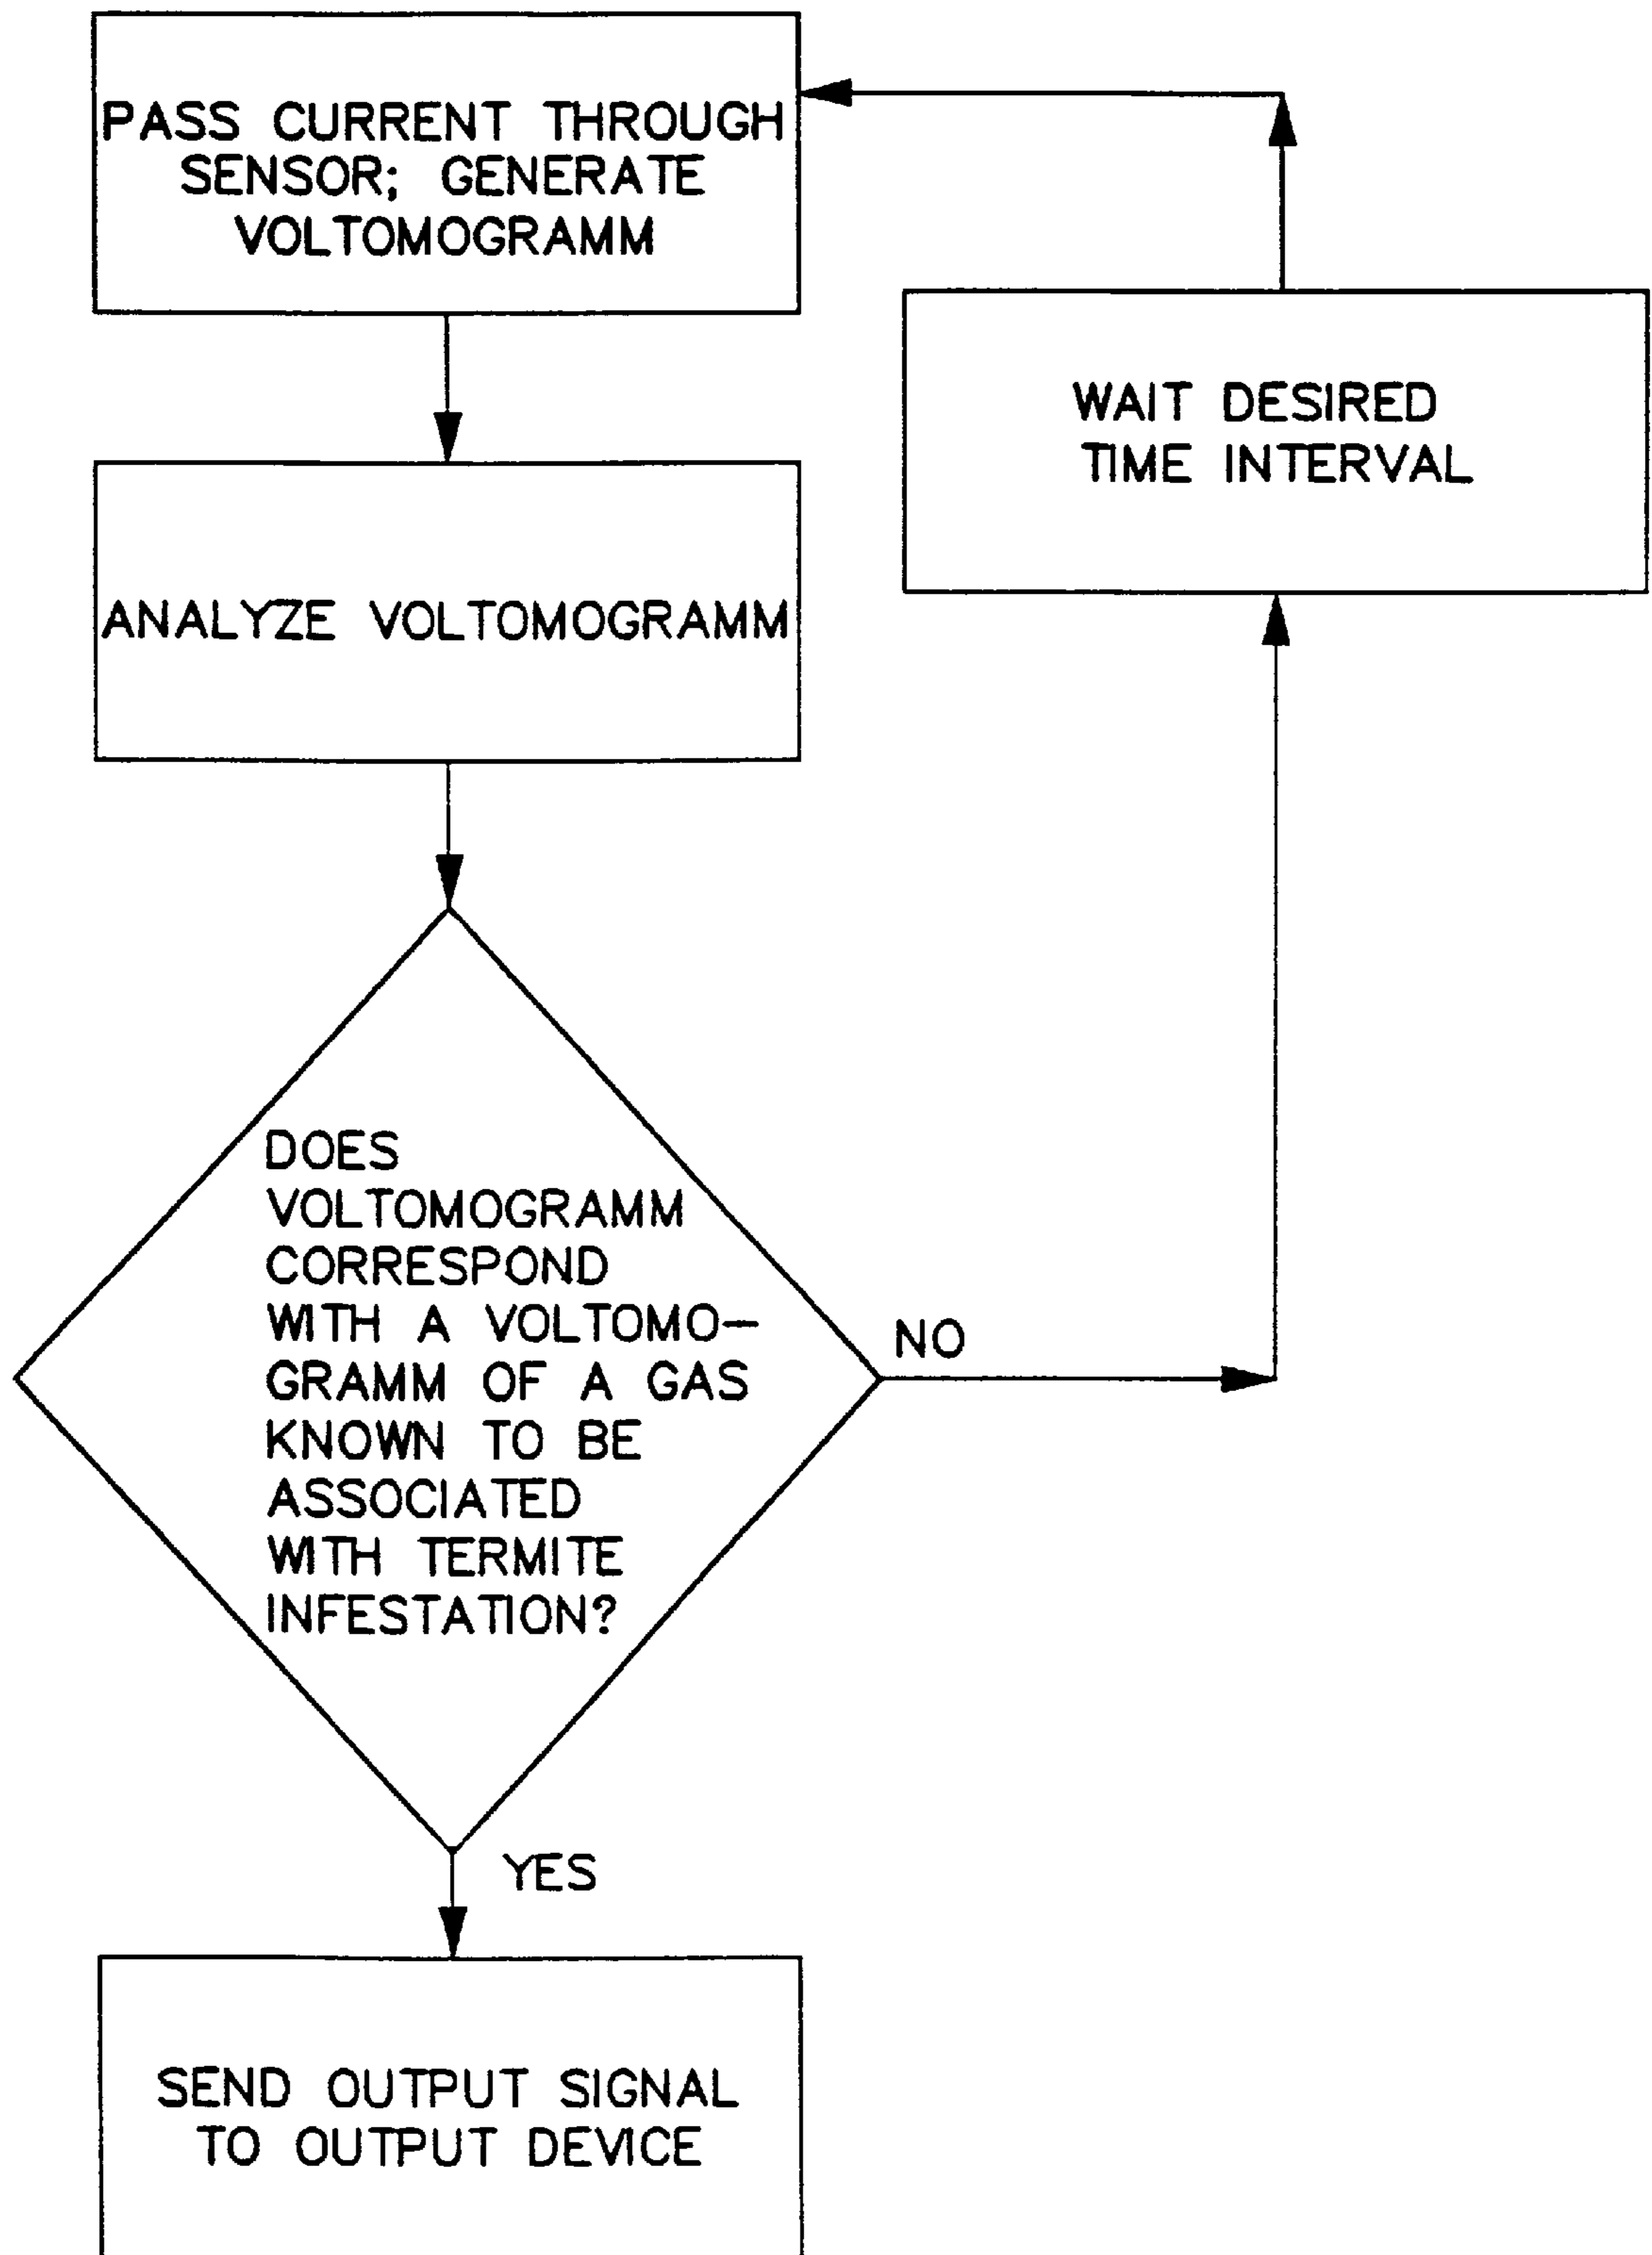 PASS CURRENT THROUGH
SENSOR; GENERATE
VOLTOMOGRAMM
WAIT DESIRED
TIME INTERVAL
ANALYZE VOLTOMOGRAMM
DOES
VOLTOMOGRAMM
CORRESPOND
WITH A VOLTOMO-
GRAMM OF A GAS
KNOWN TO BE
ASSOCIATED
WITH TERMITE
INFESTATION?
NO
YES
SEND OUTPUT SIGNAL
TO OUTPUT DEVICE